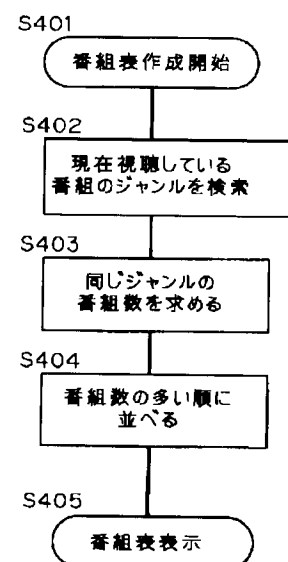 S401
番組表作成開始
S402
現在視聴している
番組のジャンルを検索
S403
同じジャンルの
番組数を求める
S404
番組数の多い順に
並べる
S405
番組表表示